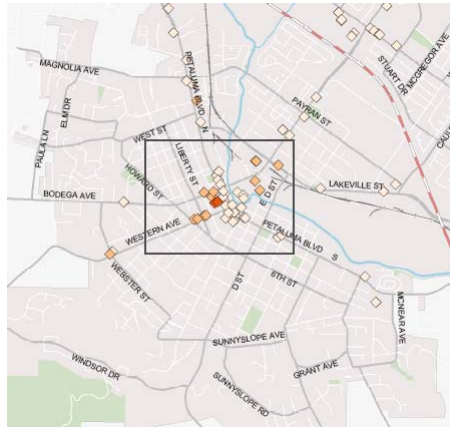 STUART DR
MCGREGOR AVE
MAGNOLIA AVE
PETALUMA BLVD N
ELM DR
PAYRAN ST
WEST ST
PAULA LN
LIBERTY ST
HOWARD ST
LAKEVILLE ST
E D ST
BODEGA AVE
WESTERN AVE
PETALUMA BLVD S
WEBSTER ST
D ST
6TH ST
MCNEAR AVE
SUNNYSLOPE AVE
WINDSOR DR
GRANT AVE
SUNNYSLOPE RD